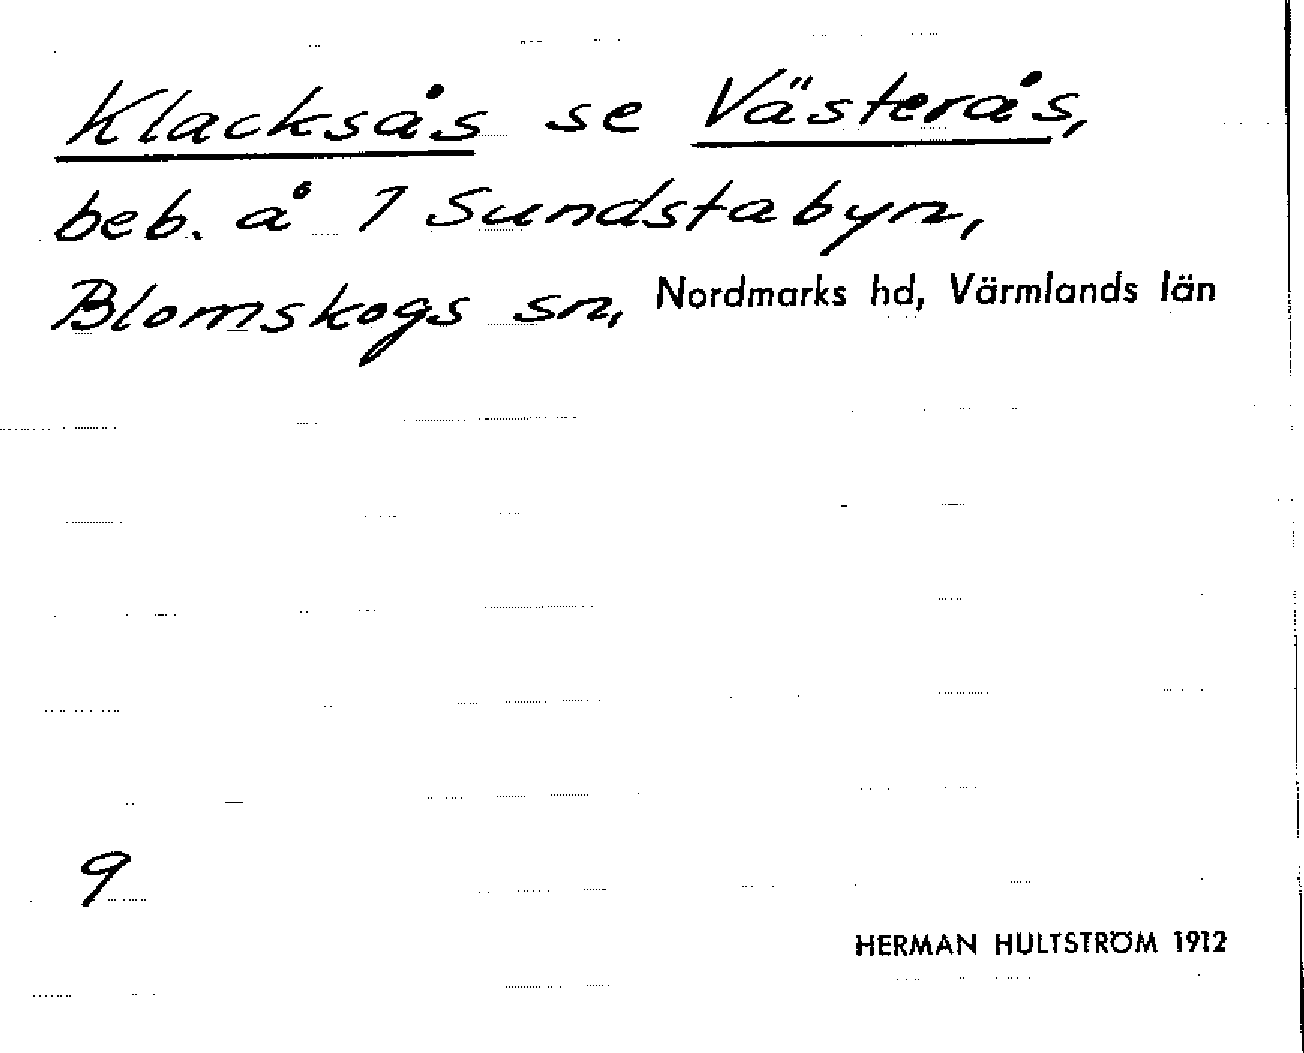 Klacksås se Västerås,
beb. å 1 Sundstabyn,
Blomskogs sn, Nordmarks hd, Värmlands län
9
HERMAN HULTSTRÖM 1912